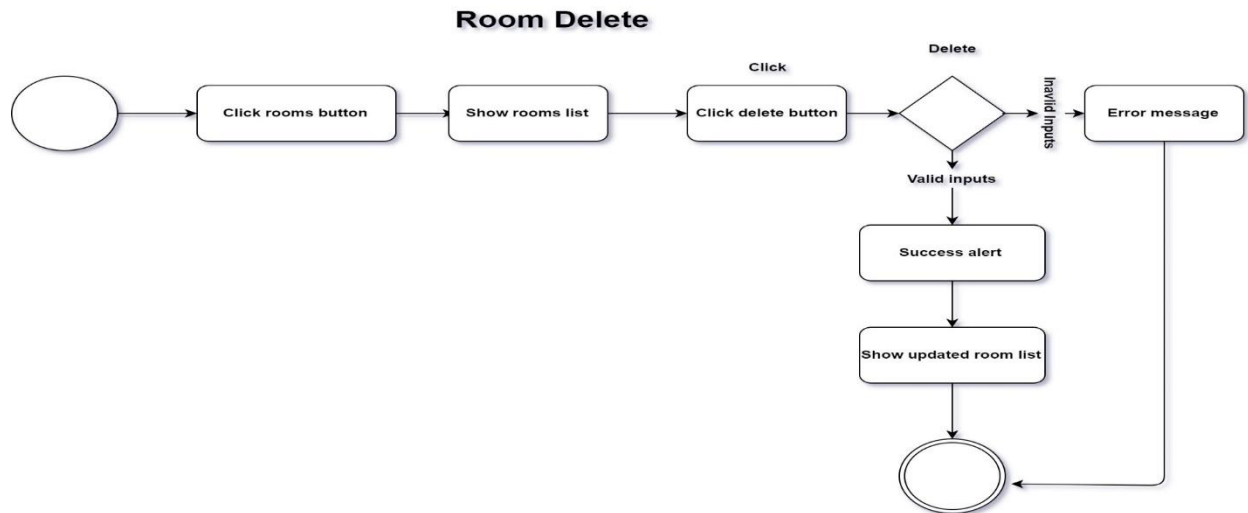 Room Delete
Delete
Click
Click rooms button
Show rooms list
Click delete button
Inavlid Inputs
Error message
Valid inputs
Success alert
Show updated room list